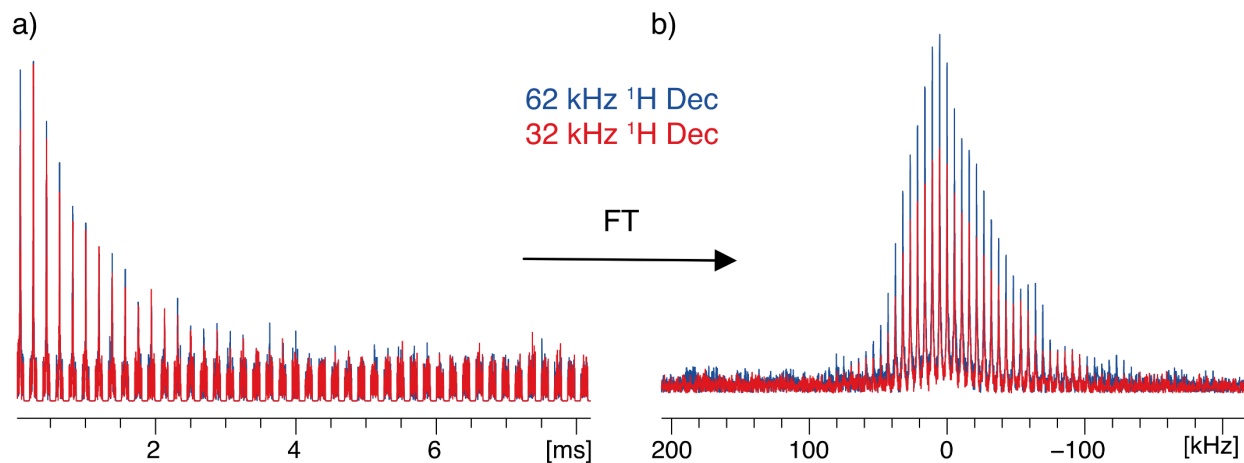 a)
b)
62 kHz ¹H Dec
32 kHz ¹H Dec
FT
2 4 6 [ms]
200 100 0 −100 [kHz]